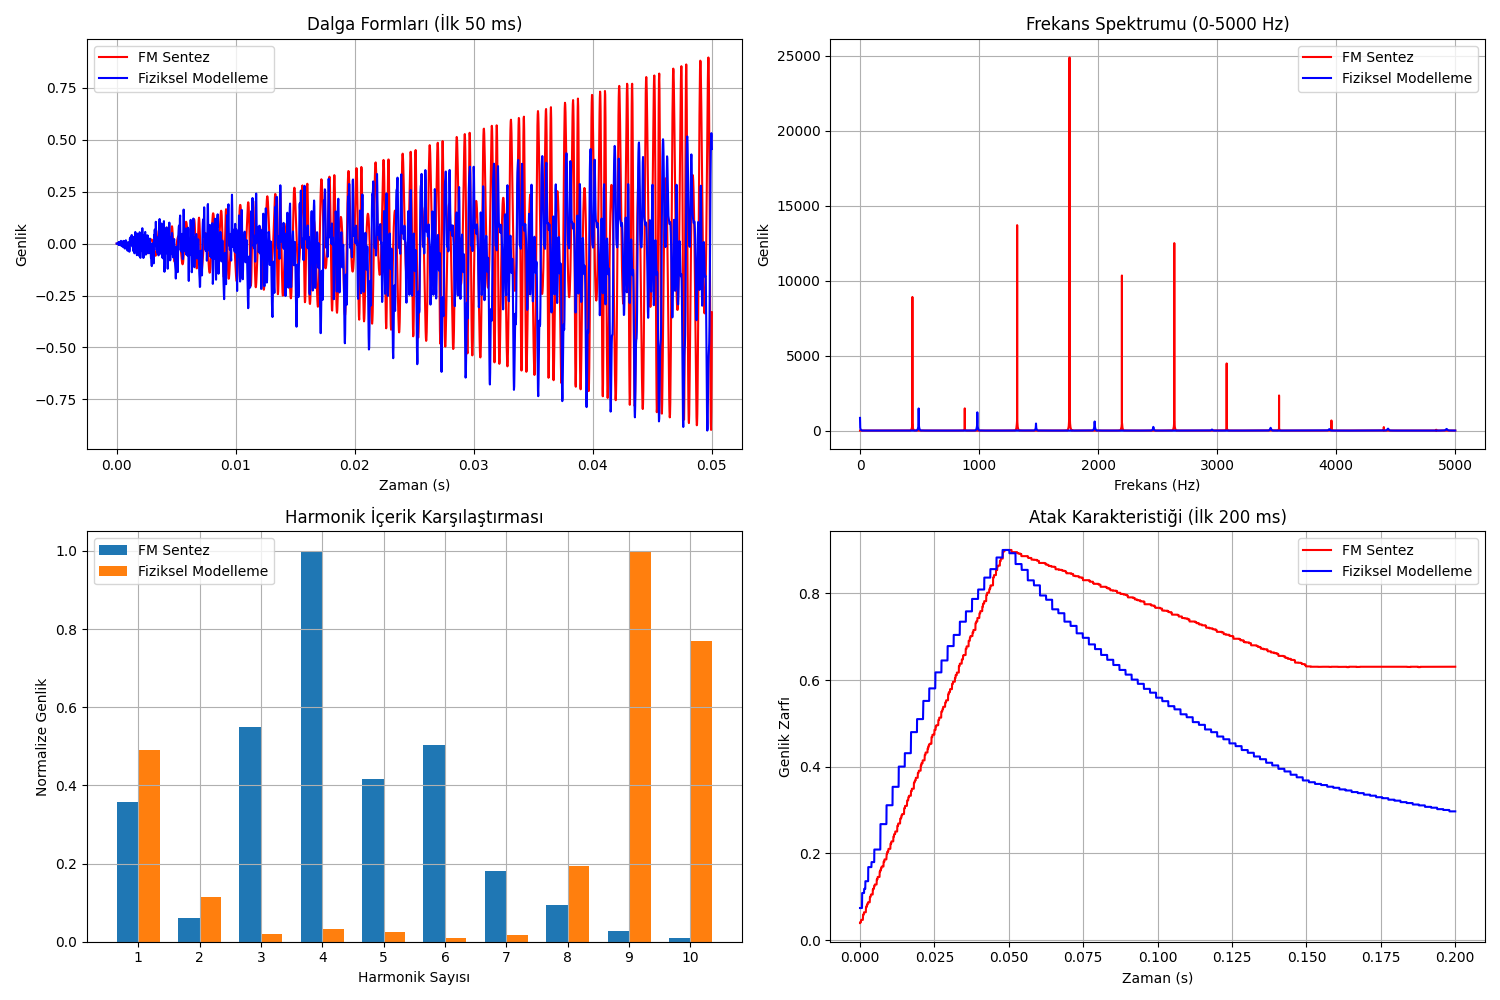 Dalga Formları (İlk 50 ms)
FM Sentez
Fiziksel Modelleme
Genlik
0.75
0.50
0.25
0.00
−0.25
−0.50
−0.75
0.00 0.01 0.02 0.03 0.04 0.05
Zaman (s)
Frekans Spektrumu (0-5000 Hz)
FM Sentez
Fiziksel Modelleme
Genlik
25000
20000
15000
10000
5000
0
0 1000 2000 3000 4000 5000
Frekans (Hz)
Harmonik İçerik Karşılaştırması
FM Sentez
Fiziksel Modelleme
Normalize Genlik
1.0
0.8
0.6
0.4
0.2
0.0
1 2 3 4 5 6 7 8 9 10
Harmonik Sayısı
Atak Karakteristiği (İlk 200 ms)
FM Sentez
Fiziksel Modelleme
Genlik Zarfı
0.8
0.6
0.4
0.2
0.0
0.000 0.025 0.050 0.075 0.100 0.125 0.150 0.175 0.200
Zaman (s)